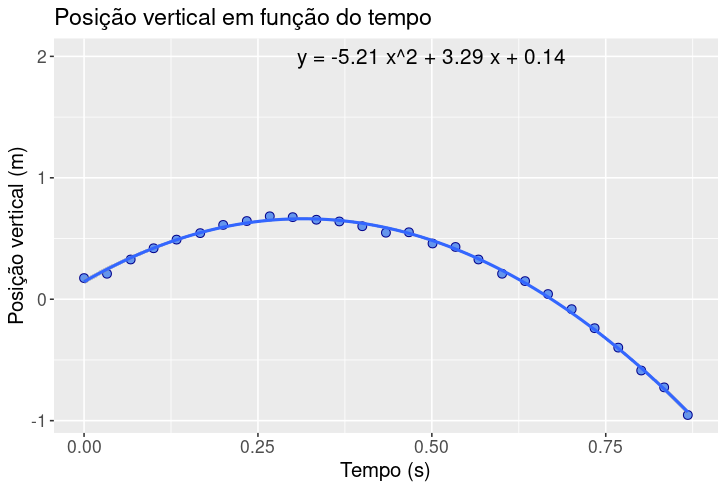 Posição vertical em função do tempo
y = -5.21 x^2 + 3.29 x + 0.14
Posição vertical (m)
2
1
0
-1
0.00 0.25 0.50 0.75
Tempo (s)